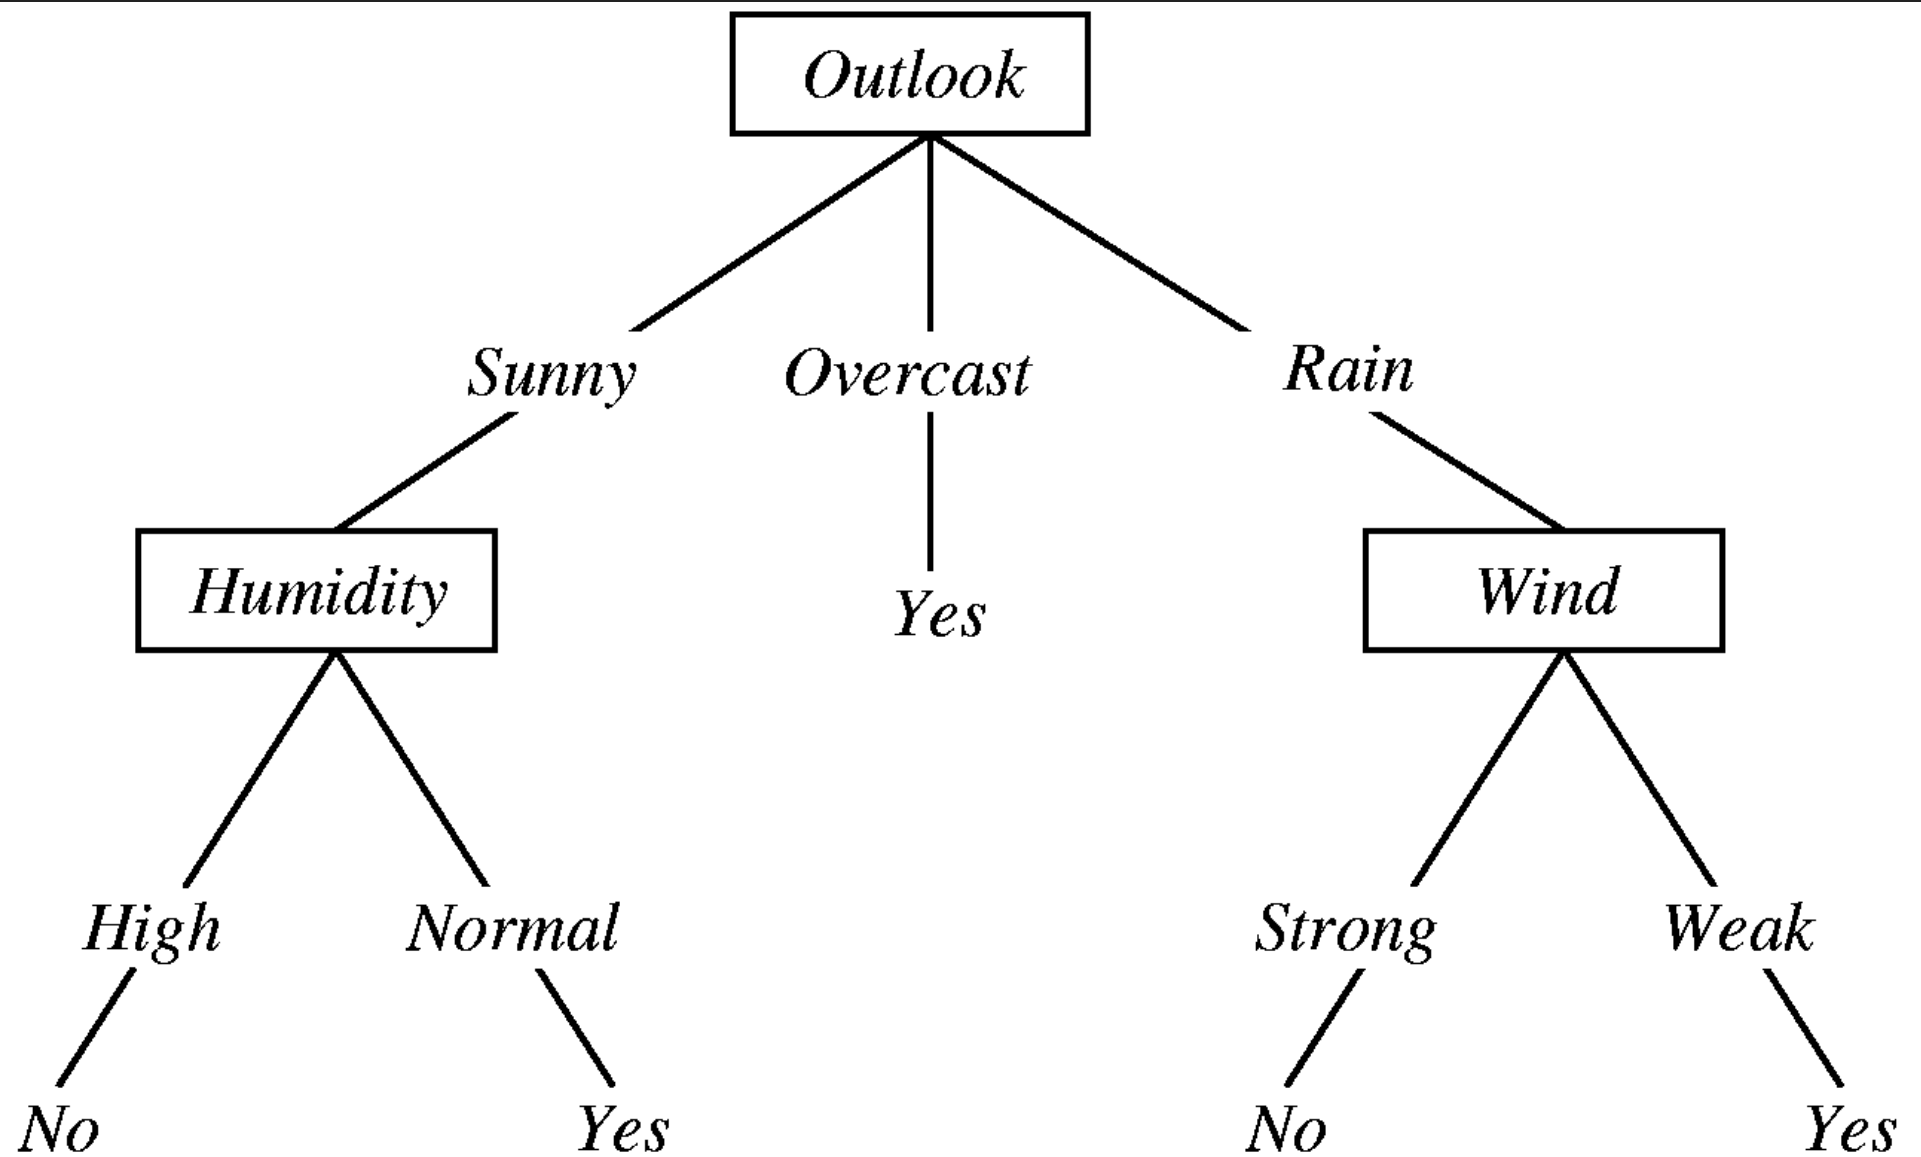 Outlook
Sunny Overcast Rain
Humidity Yes Wind
High Normal Strong Weak
No Yes No Yes